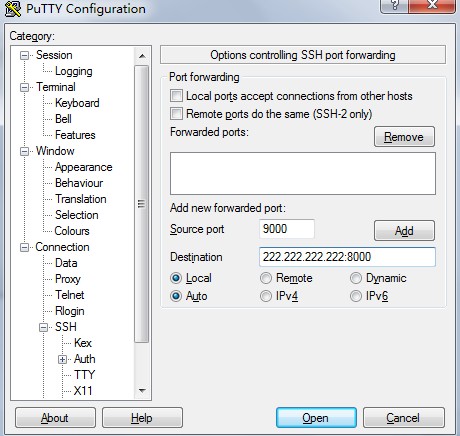 PuTTY Configuration
Category:
Session
Logging
Terminal
Keyboard
Bell
Features
Window
Appearance
Behaviour
Translation
Selection
Colours
Connection
Data
Proxy
Telnet
Rlogin
SSH
Kex
Auth
TTY
X11
Options controlling SSH port forwarding
Port forwarding
Local ports accept connections from other hosts
Remote ports do the same (SSH-2 only)
Forwarded ports:
Remove
Add new forwarded port:
Source port 9000 Add
Destination 222.222.222.222:8000
Local Remote Dynamic
Auto IPv4 IPv6
About Help Open Cancel